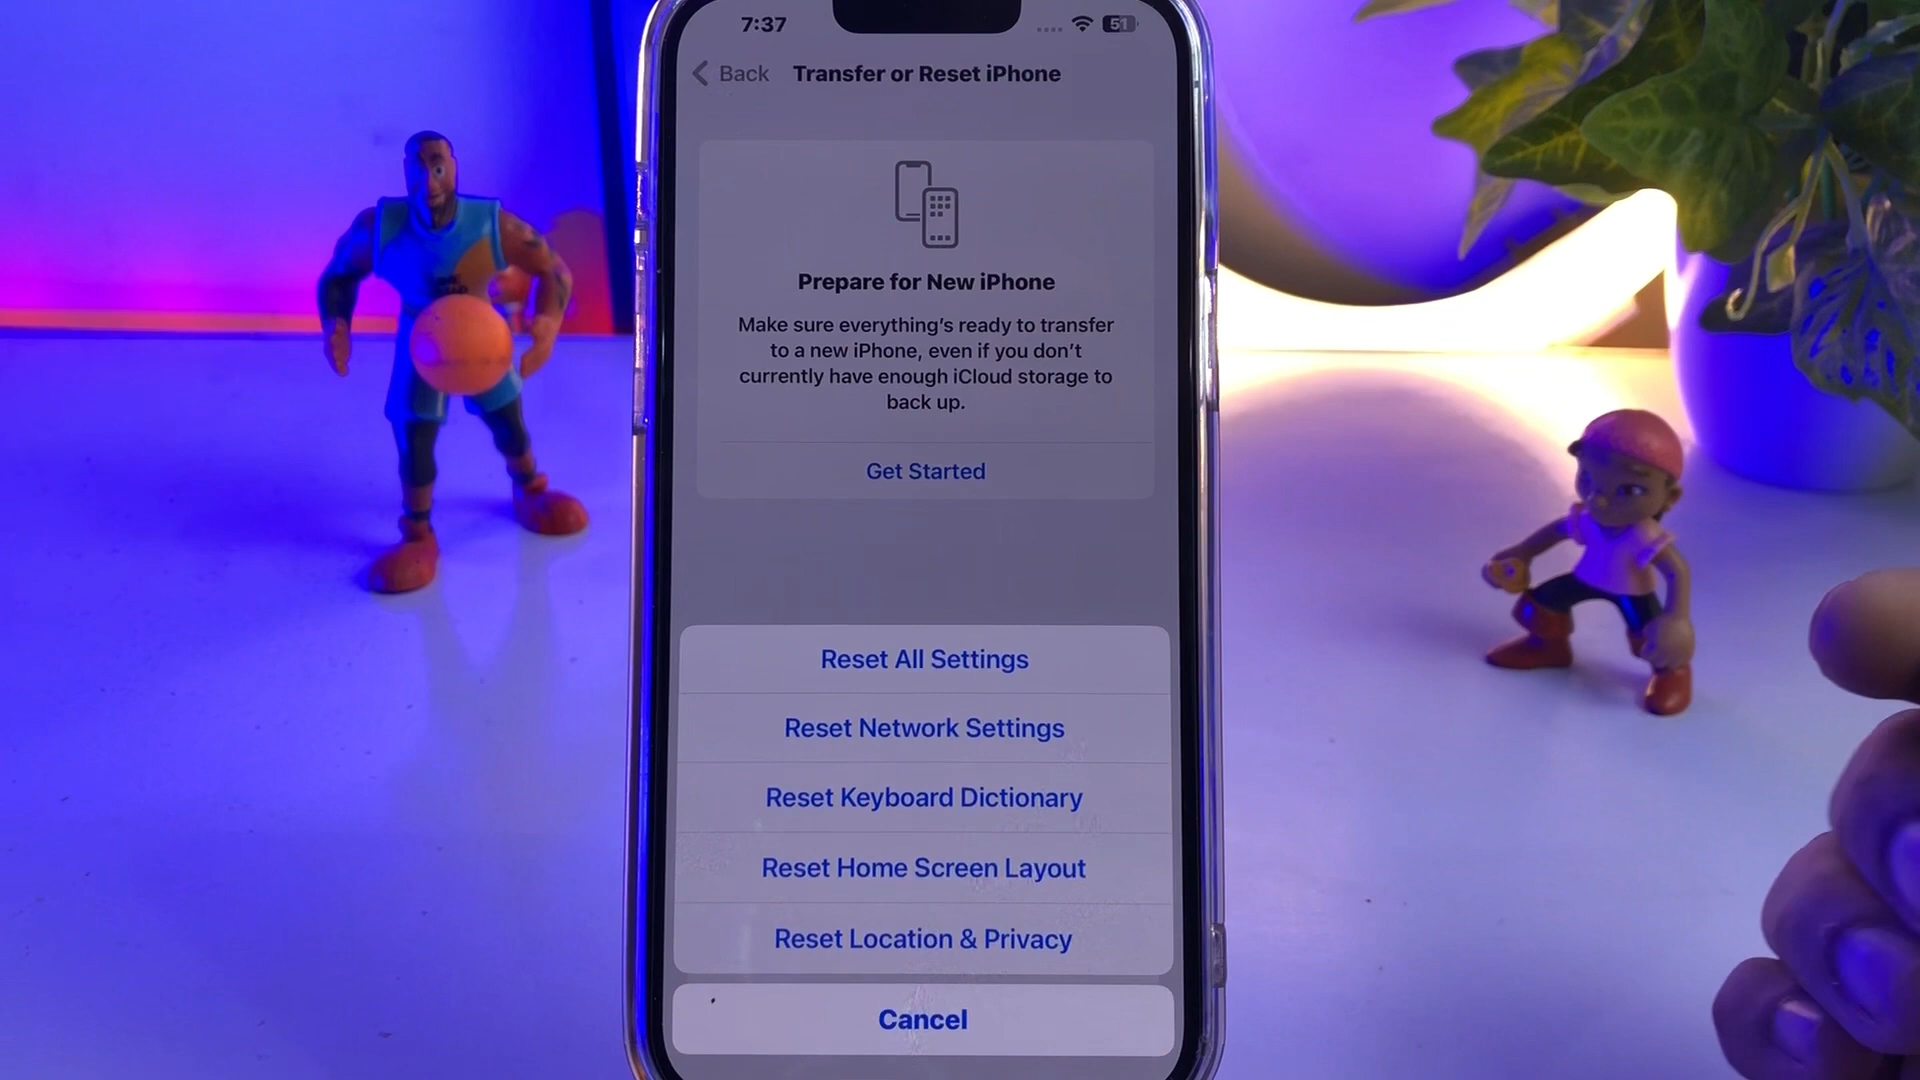 7:37
51
Back
Transfer or Reset iPhone
Prepare for New iPhone
Make sure everything's ready to transfer
to a new iPhone, even if you don't
currently have enough iCloud storage to
back up.
Get Started
Reset All Settings
Reset Network Settings
Reset Keyboard Dictionary
Reset Home Screen Layout
Reset Location & Privacy
Cancel